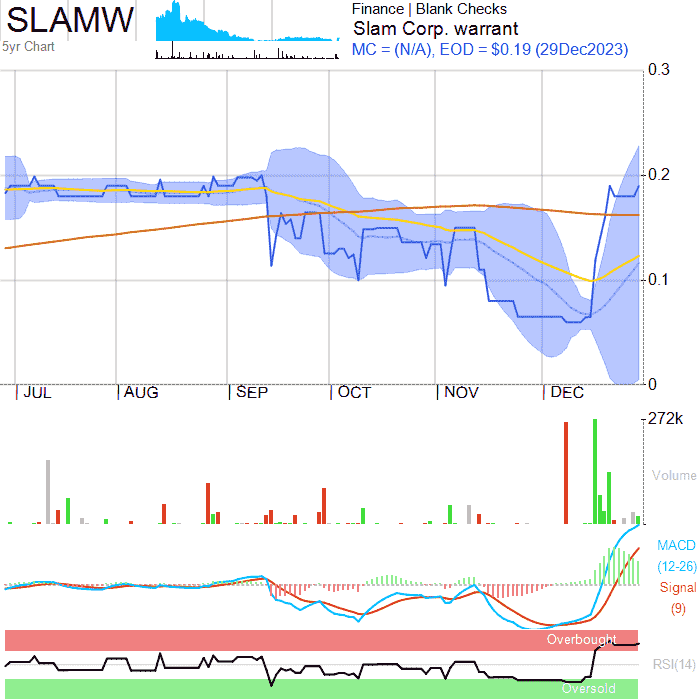 SLAMW
5yr Chart
Finance | Blank Checks
Slam Corp. warrant
MC = (N/A), EOD = $0.19 (29Dec2023)
0.3
0.2
0.1
0
JUL AUG SEP OCT NOV DEC
272k
Volume
MACD
(12-26)
Signal
(9)
Overbought
RSI(14)
Oversold